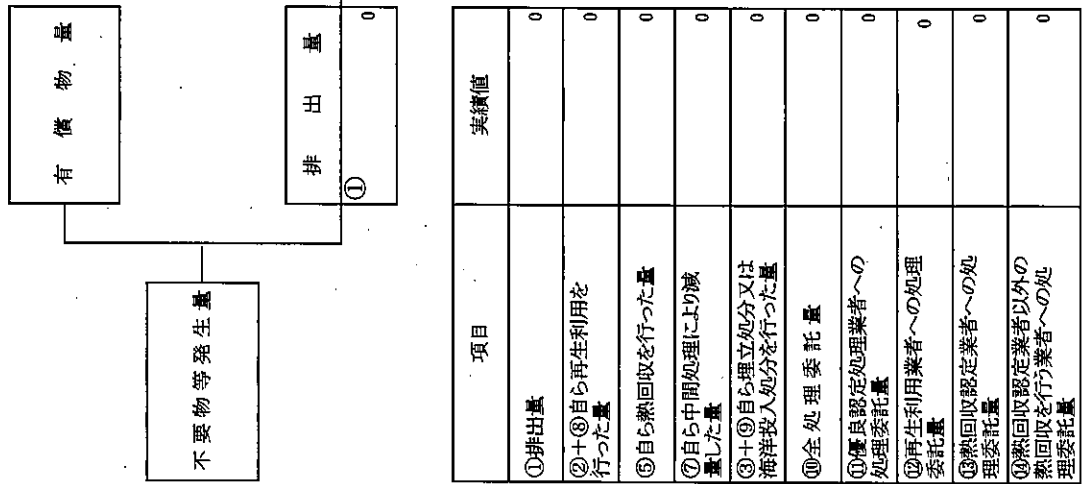 有償物量
不要物等発生量
排出量
①
0
項目
実績値
①排出量
0
②+⑧自ら再生利用を
行った量
0
⑤自ら熱回収を行った量
0
⑦自ら中間処理により減
量した量
0
③+⑨自ら埋立処分又は
海洋投入処分を行った量
0
⑩全処理委託量
0
⑪優良認定処理業者への
処理委託量
0
⑫再生利用業者への処理
委託量
0
⑬熱回収認定業者への処
理委託量
0
⑭熱回収認定業者以外の
熱回収を行う業者への処
理委託量
0